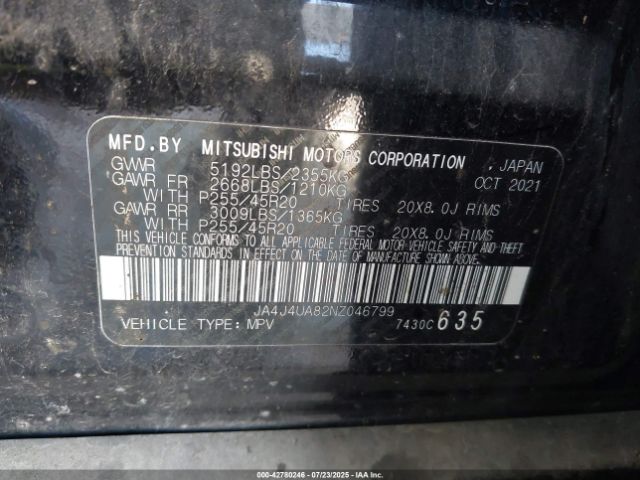 MFD.BY MITSUBISHI MOTORS CORPORATION , JAPAN
GVWR 5192LBS/2355KG OCT 2021
GAWR FR 2668LBS/1210KG
WITH P255/45R20 TIRES 20X8.0J RIMS
GAWR RR 3009LBS/1365KG
WITH P255/45R20 TIRES 20X8.0J RIMS
THIS VEHICLE CONFORMS TO ALL APPLICABLE FEDERAL MOTOR-VEHICLE SAFETY AND THEFT
PREVENTION STANDARDS IN EFFECT ON THE DATE OF MANUFACTURE SHOWN ABOVE.
JA4J4UA82NZ046799
VEHICLE TYPE:MPV 7430C 635
000-42780246 - 07/23/2025 - IAAI.com